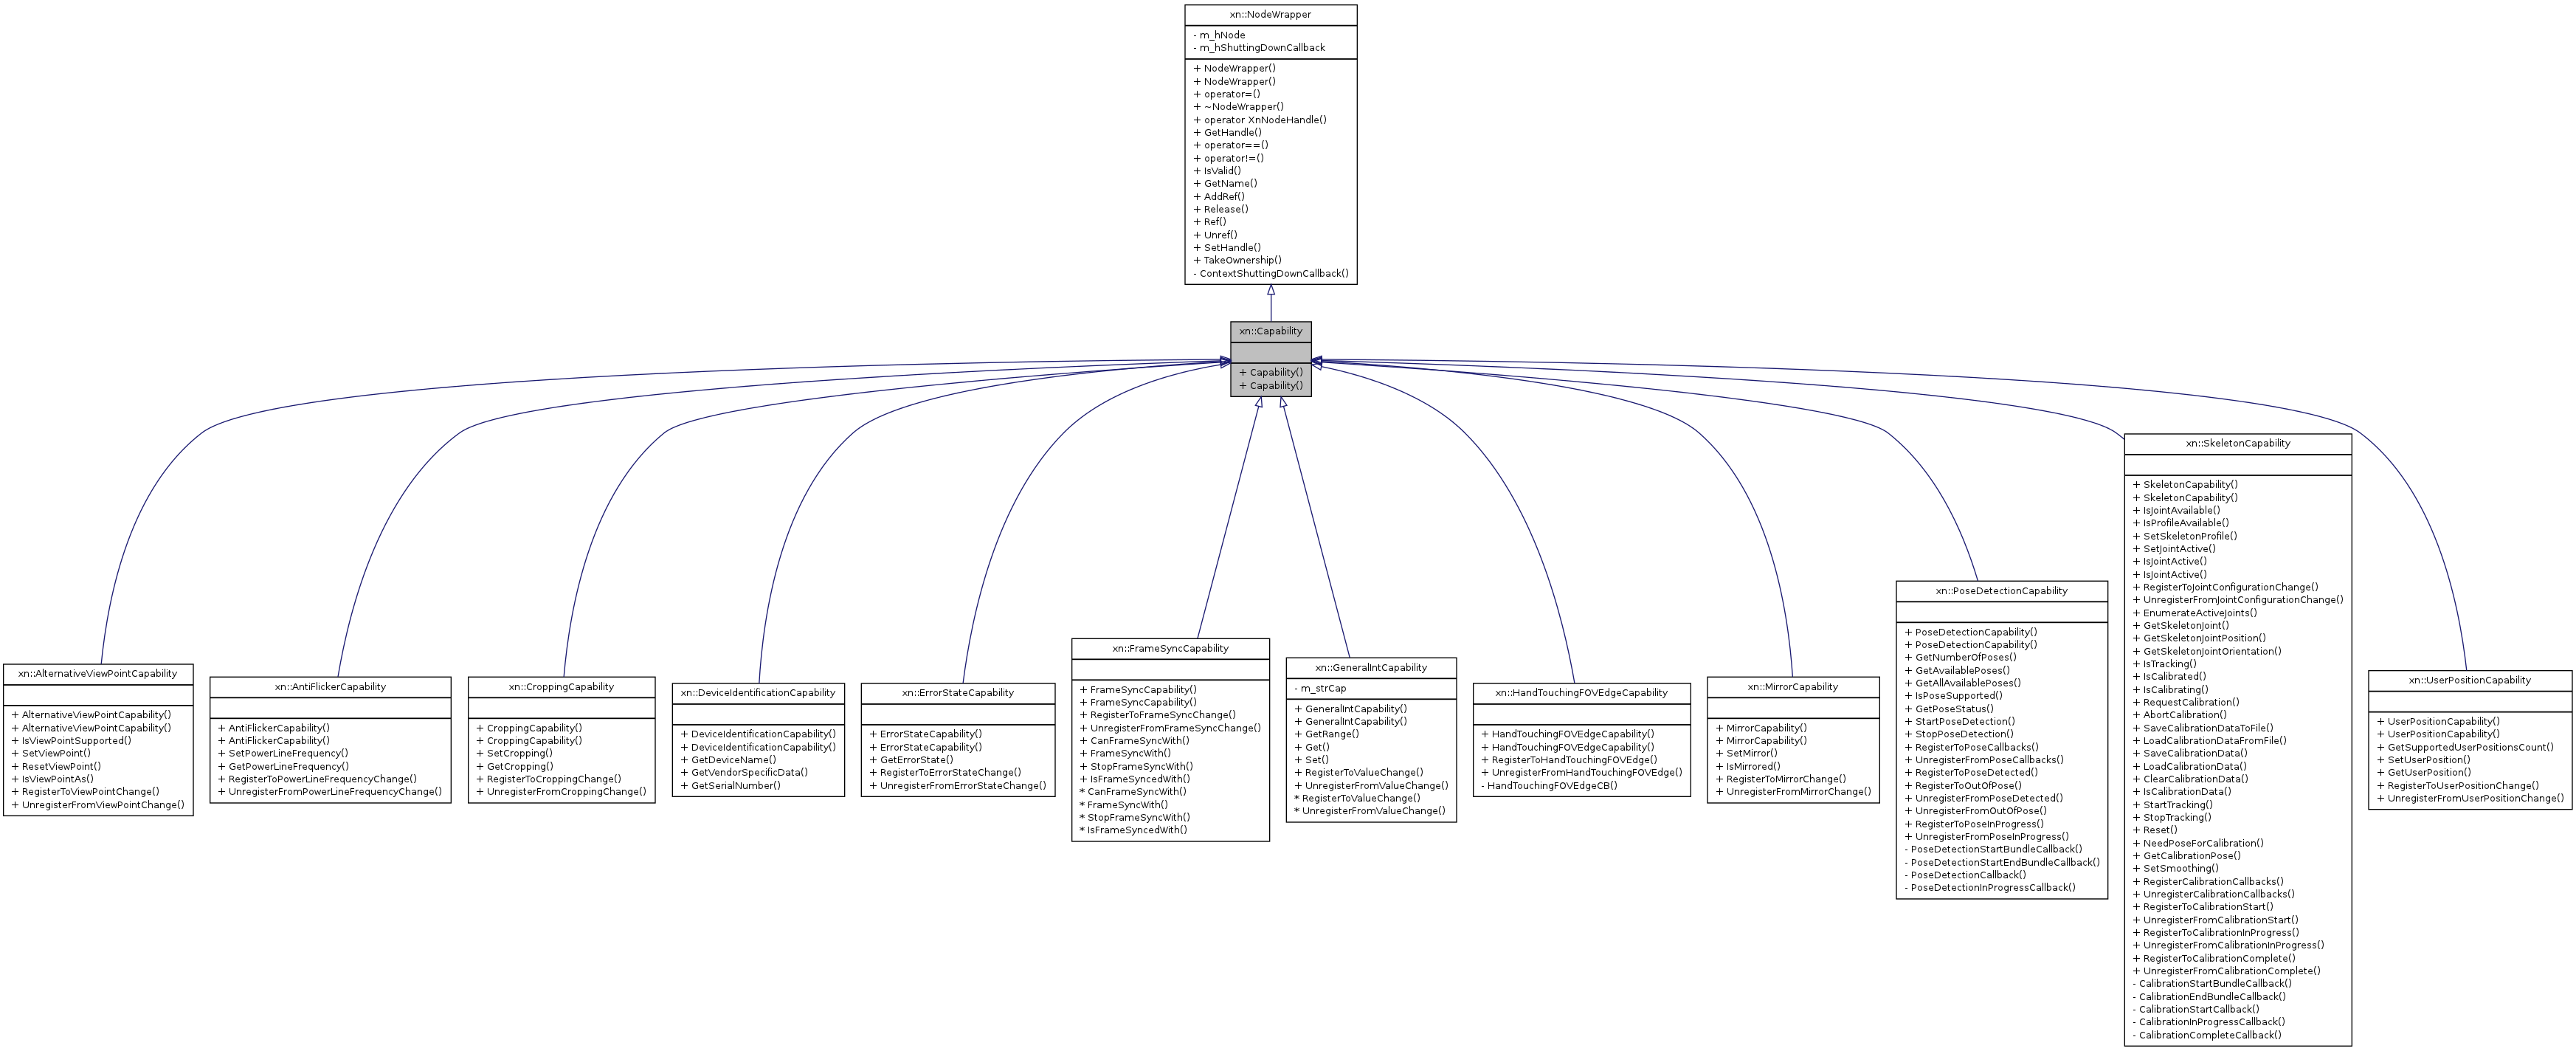 xn::NodeWrapper
- m_hNode
- m_hShuttingDownCallback
+ NodeWrapper()
+ NodeWrapper()
+ operator=()
+ ~NodeWrapper()
+ operator XnNodeHandle()
+ GetHandle()
+ operator==()
+ operator!=()
+ IsValid()
+ GetName()
+ AddRef()
+ Release()
+ Ref()
+ Unref()
+ SetHandle()
+ TakeOwnership()
- ContextShuttingDownCallback()
xn::Capability
+ Capability()
+ Capability()
xn::AlternativeViewPointCapability
+ AlternativeViewPointCapability()
+ AlternativeViewPointCapability()
+ IsViewPointSupported()
+ SetViewPoint()
+ ResetViewPoint()
+ IsViewPointAs()
+ RegisterToViewPointChange()
+ UnregisterFromViewPointChange()
xn::AntiFlickerCapability
+ AntiFlickerCapability()
+ AntiFlickerCapability()
+ SetPowerLineFrequency()
+ GetPowerLineFrequency()
+ RegisterToPowerLineFrequencyChange()
+ UnregisterFromPowerLineFrequencyChange()
xn::CroppingCapability
+ CroppingCapability()
+ CroppingCapability()
+ SetCropping()
+ GetCropping()
+ RegisterToCroppingChange()
+ UnregisterFromCroppingChange()
xn::DeviceIdentificationCapability
+ DeviceIdentificationCapability()
+ DeviceIdentificationCapability()
+ GetDeviceName()
+ GetVendorSpecificData()
+ GetSerialNumber()
xn::ErrorStateCapability
+ ErrorStateCapability()
+ ErrorStateCapability()
+ GetErrorState()
+ RegisterToErrorStateChange()
+ UnregisterFromErrorStateChange()
xn::FrameSyncCapability
+ FrameSyncCapability()
+ FrameSyncCapability()
+ RegisterToFrameSyncChange()
+ UnregisterFromFrameSyncChange()
+ CanFrameSyncWith()
+ FrameSyncWith()
+ StopFrameSyncWith()
+ IsFrameSyncedWith()
* CanFrameSyncWith()
* FrameSyncWith()
* StopFrameSyncWith()
* IsFrameSyncedWith()
xn::GeneralIntCapability
- m_strCap
+ GeneralIntCapability()
+ GeneralIntCapability()
+ GetRange()
+ Get()
+ Set()
+ RegisterToValueChange()
+ UnregisterFromValueChange()
* RegisterToValueChange()
* UnregisterFromValueChange()
xn::HandTouchingFOVEdgeCapability
+ HandTouchingFOVEdgeCapability()
+ HandTouchingFOVEdgeCapability()
+ RegisterToHandTouchingFOVEdge()
+ UnregisterFromHandTouchingFOVEdge()
- HandTouchingFOVEdgeCB()
xn::MirrorCapability
+ MirrorCapability()
+ MirrorCapability()
+ SetMirror()
+ IsMirrored()
+ RegisterToMirrorChange()
+ UnregisterFromMirrorChange()
xn::PoseDetectionCapability
+ PoseDetectionCapability()
+ PoseDetectionCapability()
+ GetNumberOfPoses()
+ GetAvailablePoses()
+ GetAllAvailablePoses()
+ IsPoseSupported()
+ GetPoseStatus()
+ StartPoseDetection()
+ StopPoseDetection()
+ RegisterToPoseCallbacks()
+ UnregisterFromPoseCallbacks()
+ RegisterToPoseDetected()
+ RegisterToOutOfPose()
+ UnregisterFromPoseDetected()
+ UnregisterFromOutOfPose()
+ RegisterToPoseInProgress()
+ UnregisterFromPoseInProgress()
- PoseDetectionStartBundleCallback()
- PoseDetectionStartEndBundleCallback()
- PoseDetectionCallback()
- PoseDetectionInProgressCallback()
xn::SkeletonCapability
+ SkeletonCapability()
+ SkeletonCapability()
+ IsJointAvailable()
+ IsProfileAvailable()
+ SetSkeletonProfile()
+ SetJointActive()
+ IsJointActive()
+ IsJointActive()
+ RegisterToJointConfigurationChange()
+ UnregisterFromJointConfigurationChange()
+ EnumerateActiveJoints()
+ GetSkeletonJoint()
+ GetSkeletonJointPosition()
+ GetSkeletonJointOrientation()
+ IsTracking()
+ IsCalibrated()
+ IsCalibrating()
+ RequestCalibration()
+ AbortCalibration()
+ SaveCalibrationDataToFile()
+ LoadCalibrationDataFromFile()
+ SaveCalibrationData()
+ LoadCalibrationData()
+ ClearCalibrationData()
+ IsCalibrationData()
+ StartTracking()
+ StopTracking()
+ Reset()
+ NeedPoseForCalibration()
+ GetCalibrationPose()
+ SetSmoothing()
+ RegisterCalibrationCallbacks()
+ UnregisterCalibrationCallbacks()
+ RegisterToCalibrationStart()
+ UnregisterFromCalibrationStart()
+ RegisterToCalibrationInProgress()
+ UnregisterFromCalibrationInProgress()
+ RegisterToCalibrationComplete()
+ UnregisterFromCalibrationComplete()
- CalibrationStartBundleCallback()
- CalibrationEndBundleCallback()
- CalibrationStartCallback()
- CalibrationInProgressCallback()
- CalibrationCompleteCallback()
xn::UserPositionCapability
+ UserPositionCapability()
+ UserPositionCapability()
+ GetSupportedUserPositionsCount()
+ SetUserPosition()
+ GetUserPosition()
+ RegisterToUserPositionChange()
+ UnregisterFromUserPositionChange()